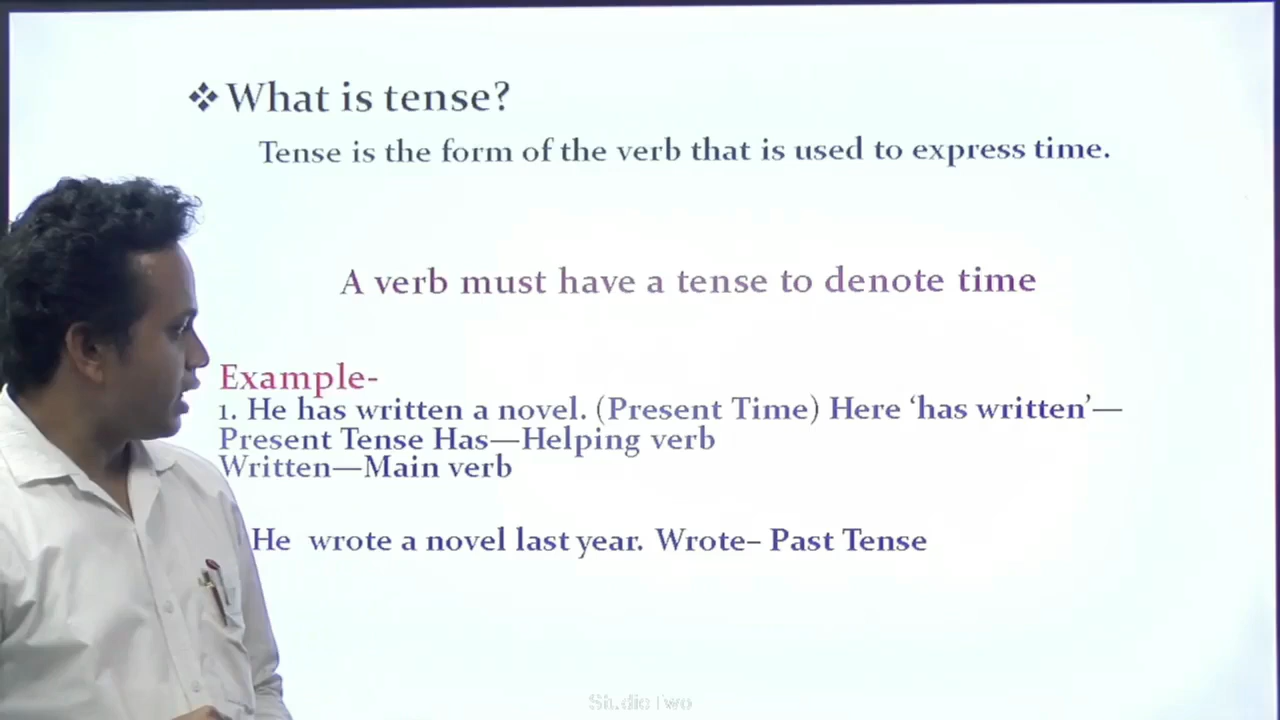 ❖ What is tense?
Tense is the form of the verb that is used to express time.
A verb must have a tense to denote time
Example-
1. He has written a novel. (Present Time) Here ‘has written’—
Present Tense Has—Helping verb
Written—Main verb
He wrote a novel last year. Wrote– Past Tense